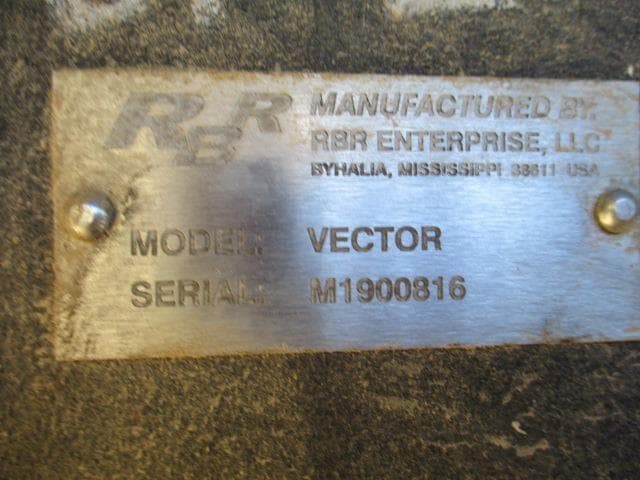 RBR
MANUFACTURED BY:
RBR ENTERPRISE, LLC
BYHALIA, MISSISSIPPI 38611 USA
MODEL: VECTOR
SERIAL: M1900816